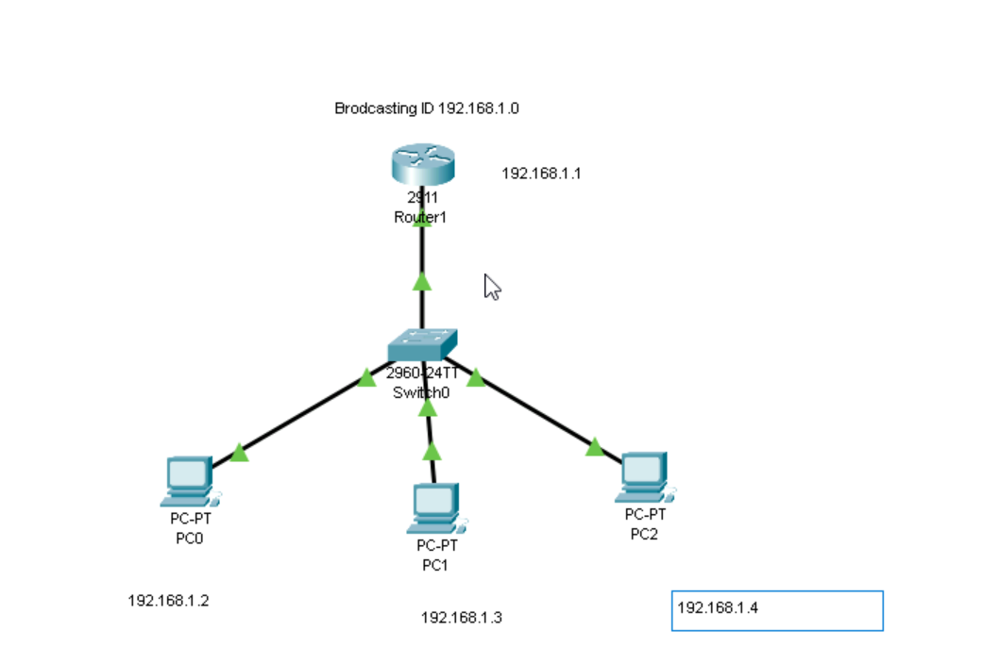 Brodcasting ID 192.168.1.0
192.168.1.1
2911
Router1
2960-24TT
Switch0
PC-PT
PC0
PC-PT
PC1
PC-PT
PC2
192.168.1.2
192.168.1.3
192.168.1.4